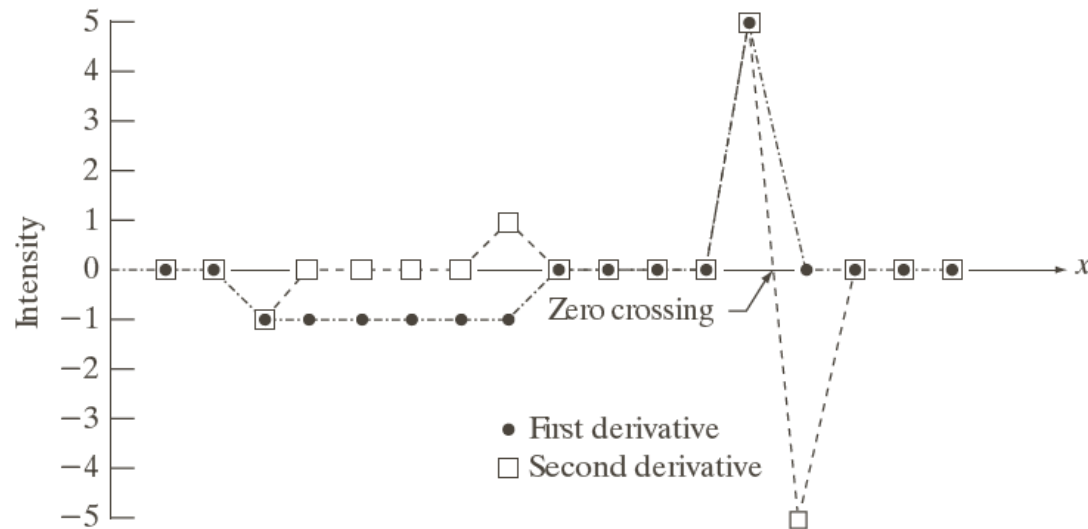 5
4
3
2
1
0
−1
−2
−3
−4
−5
Intensity
x
Zero crossing
First derivative
Second derivative